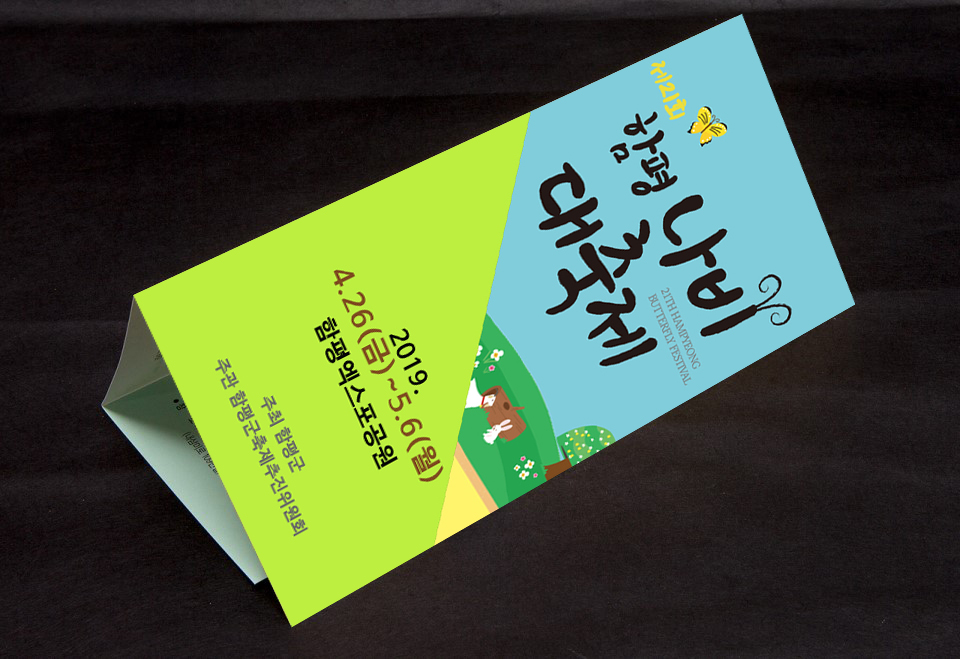 제21회
함평 나비
대축제
21TH HAMPYEONG
BUTTERFLY FESTIVAL
2019.
4.26(금)~5.6(월)
함평엑스포공원
주최 함평군
주관 함평군축제추진위원회